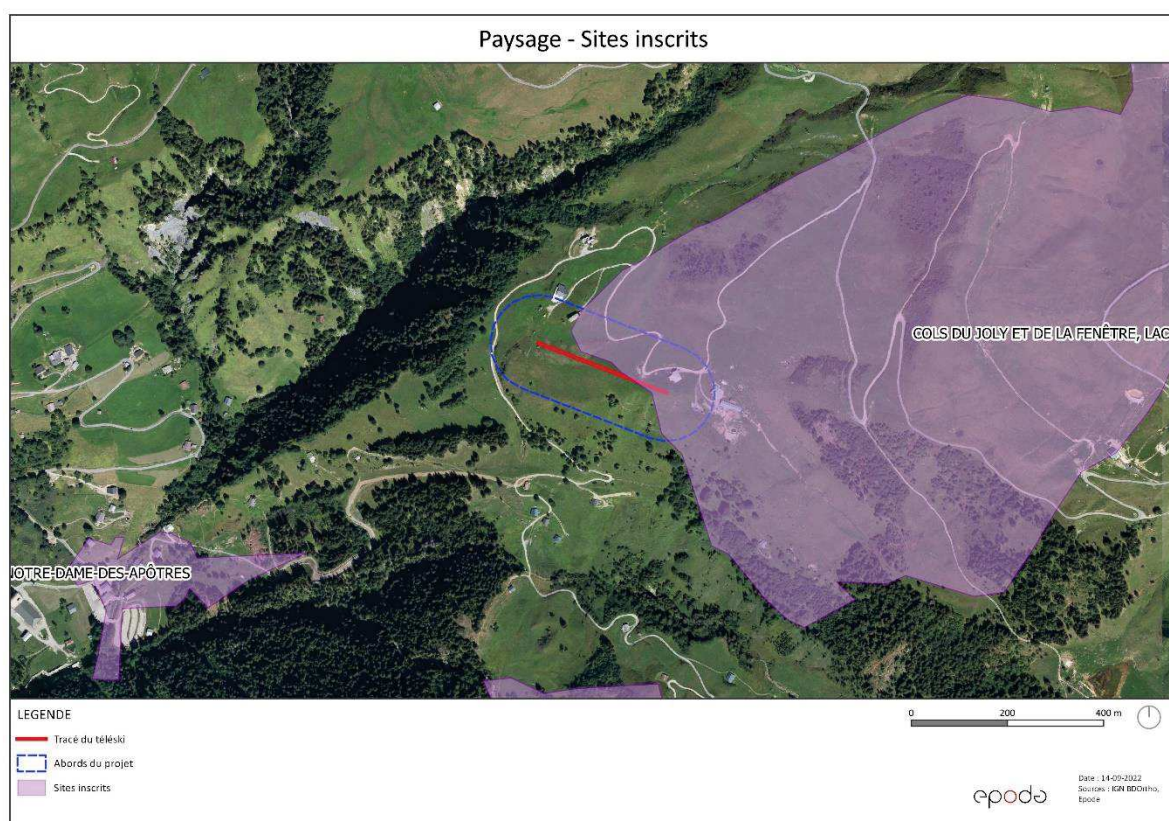 Paysage - Sites inscrits
COLS DU JOLY ET DE LA FENÊTRE, LAC
OTRE-DAME-DES-APÔTRES
LEGENDE
Tracé du téléski
Abords du projet
Sites inscrits
0 200 400 m
epode
Date : 14-09-2022
Sources : IGN BDOrtho,
Epode